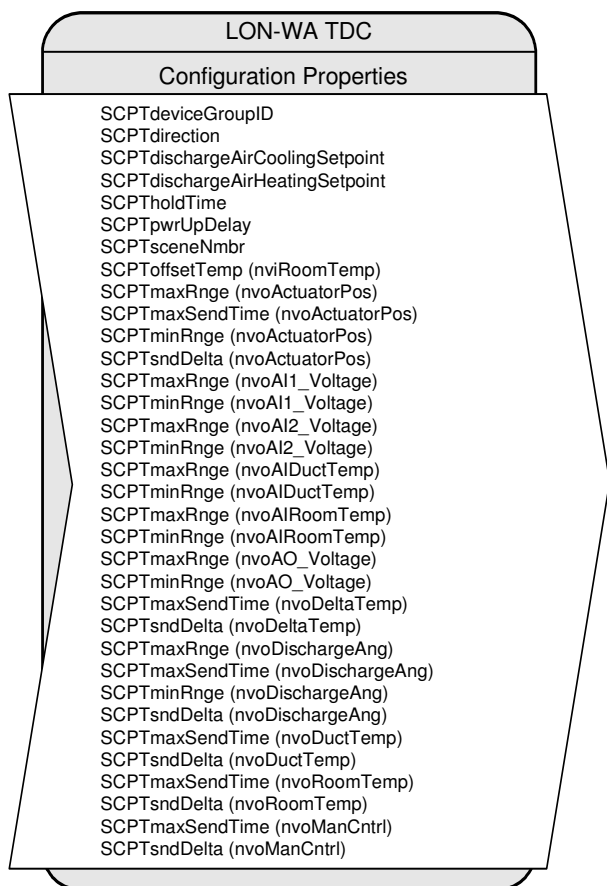 LON-WA TDC
Configuration Properties
SCPTdeviceGroupID
SCPTdirection
SCPTdischargeAirCoolingSetpoint
SCPTdischargeAirHeatingSetpoint
SCPTholdTime
SCPTpwrUpDelay
SCPTsceneNmbr
SCPToffsetTemp (nviRoomTemp)
SCPTmaxRnge (nvoActuatorPos)
SCPTmaxSendTime (nvoActuatorPos)
SCPTminRnge (nvoActuatorPos)
SCPTsndDelta (nvoActuatorPos)
SCPTmaxRnge (nvoAI1_Voltage)
SCPTminRnge (nvoAI1_Voltage)
SCPTmaxRnge (nvoAI2_Voltage)
SCPTminRnge (nvoAI2_Voltage)
SCPTmaxRnge (nvoAIDuctTemp)
SCPTminRnge (nvoAIDuctTemp)
SCPTmaxRnge (nvoAIRoomTemp)
SCPTminRnge (nvoAIRoomTemp)
SCPTmaxRnge (nvoAO_Voltage)
SCPTminRnge (nvoAO_Voltage)
SCPTmaxSendTime (nvoDeltaTemp)
SCPTsndDelta (nvoDeltaTemp)
SCPTmaxRnge (nvoDischargeAng)
SCPTmaxSendTime (nvoDischargeAng)
SCPTminRnge (nvoDischargeAng)
SCPTsndDelta (nvoDischargeAng)
SCPTmaxSendTime (nvoDuctTemp)
SCPTsndDelta (nvoDuctTemp)
SCPTmaxSendTime (nvoRoomTemp)
SCPTsndDelta (nvoRoomTemp)
SCPTmaxSendTime (nvoManCntrl)
SCPTsndDelta (nvoManCntrl)